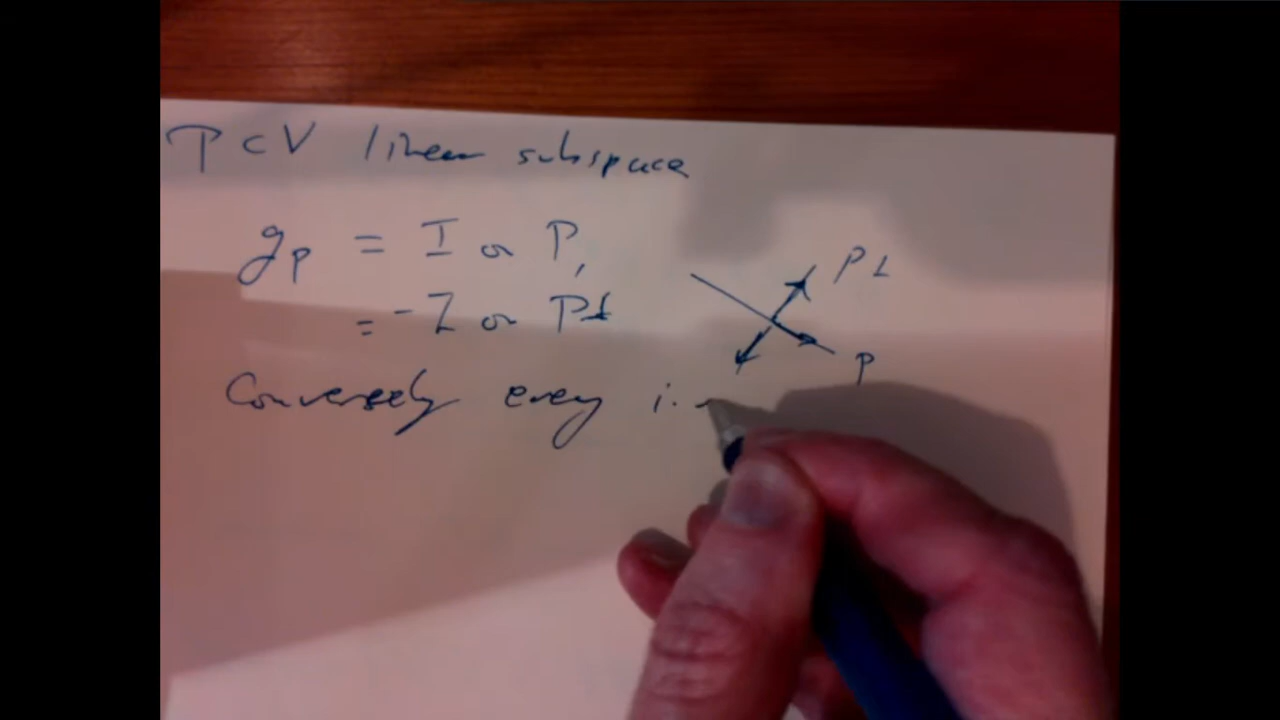 P ⊂ V linear subspace
g_P = I on P,
= -I on P⊥
P⊥
P
Conversely every i.